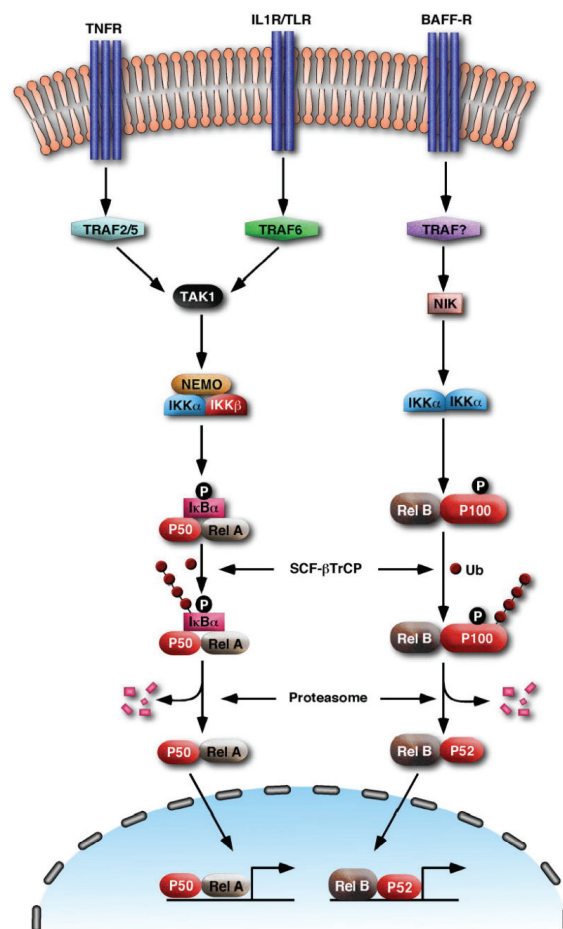 TNFR
IL1R/TLR
BAFF-R
TRAF2/5
TRAF6
TRAF?
TAK1
NIK
NEMO
IKKα IKKβ
IKKα IKKα
P
IκBα
P50 Rel A
P
Rel B P100
SCF-βTrCP
Ub
P
IκBα
P50 Rel A
P
Rel B P100
Proteasome
P50 Rel A
Rel B P52
P50 Rel A
Rel B P52